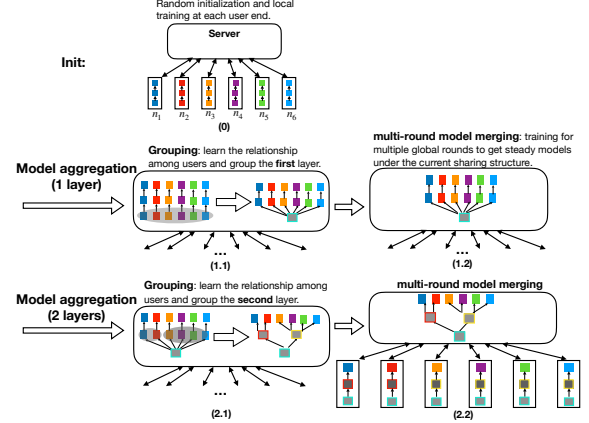 Random initialization and local
training at each user end.
Server
Init:
n1 n2 n3 n4 n5 n6
(0)
Grouping: learn the relationship
among users and group the first layer.
multi-round model merging: training for
multiple global rounds to get steady models
under the current sharing structure.
Model aggregation
(1 layer)
...
(1.1)
...
(1.2)
Grouping: learn the relationship among
users and group the second layer.
multi-round model merging
Model aggregation
(2 layers)
...
(2.1)
(2.2)